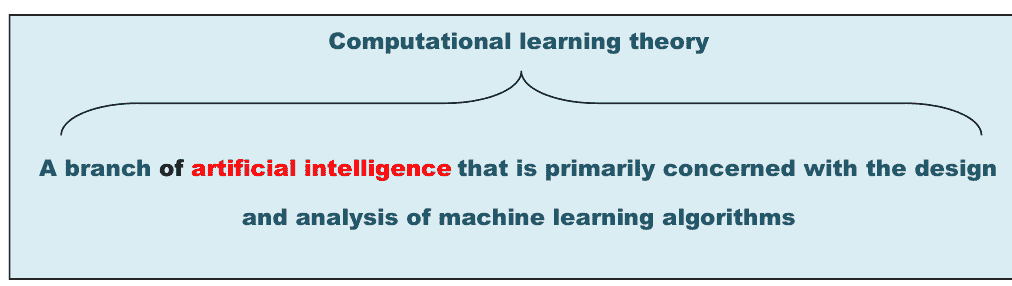 Computational learning theory
A branch of artificial intelligence that is primarily concerned with the design
and analysis of machine learning algorithms